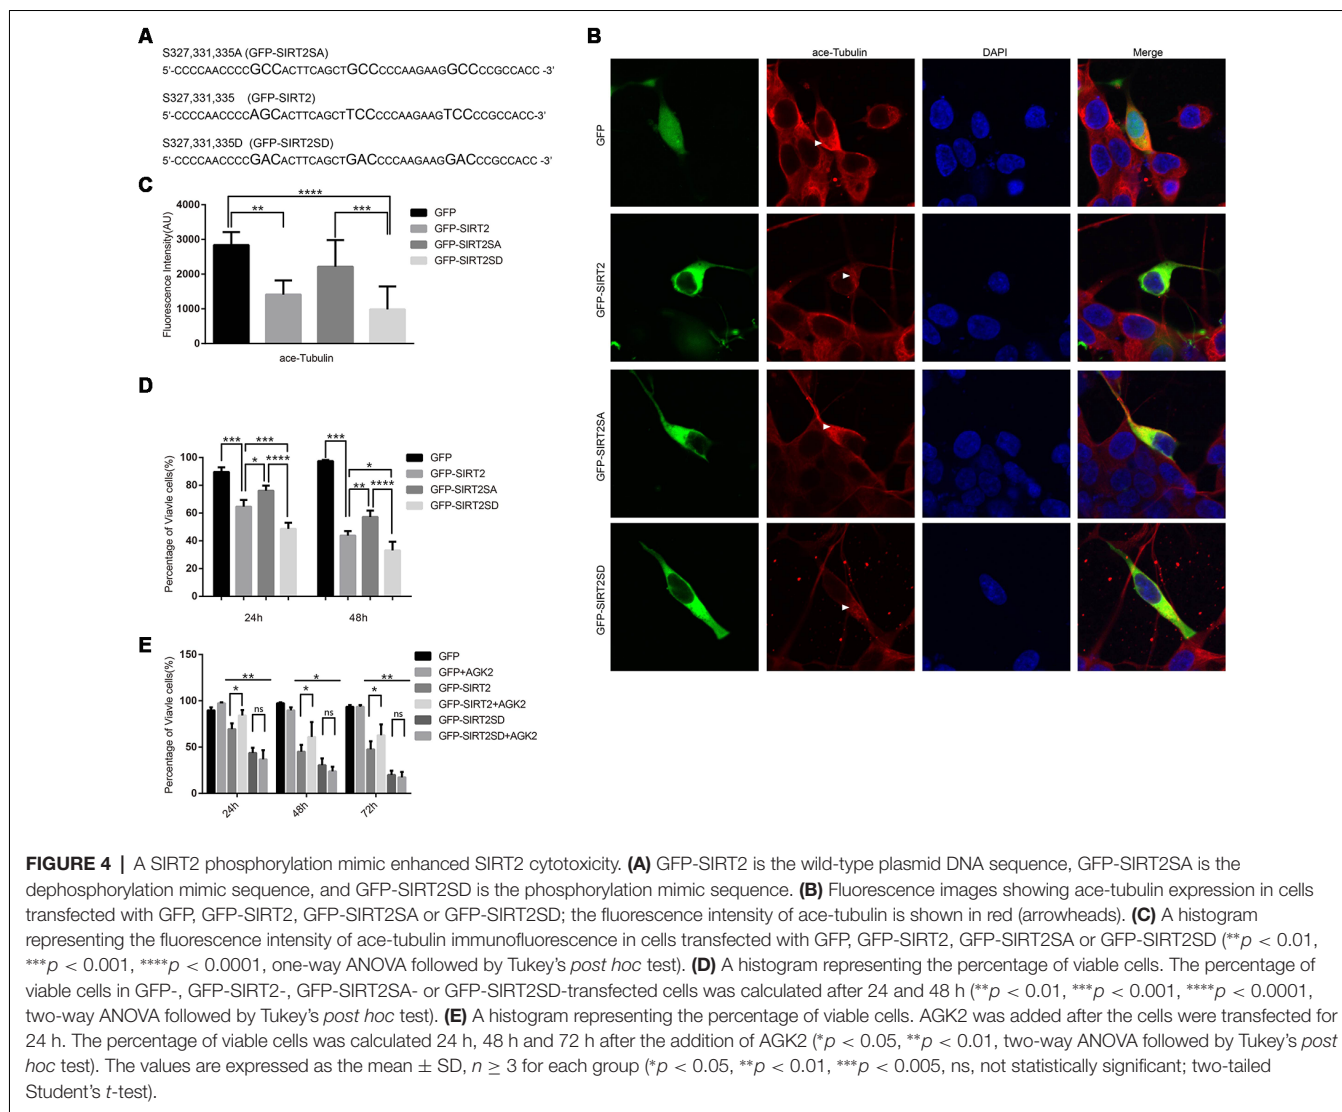 A
S327,331,335A (GFP-SIRT2SA)
5'-CCCCAACCCCGCCACTTCAGCTGCCCCCAAGAAGGCCCCGCCACC -3'
S327,331,335 (GFP-SIRT2)
5'-CCCCAACCCCAGCACTTCAGCTTCCCCCAAGAAGTCCCCGCCACC-3'
S327,331,335D (GFP-SIRT2SD)
5'-CCCCAACCCCGACACTTCAGCTGACCCCAAGAAGGACCCGCCACC -3'
B
ace-Tubulin
DAPI
Merge
GFP
GFP-SIRT2
GFP-SIRT2SA
GFP-SIRT2SD
C
Fluorescence Intensity(AU)
4000
3000
2000
1000
0
**
****
***
ace-Tubulin
GFP
GFP-SIRT2
GFP-SIRT2SA
GFP-SIRT2SD
D
Percentage of Viavle cells(%)
100
80
60
40
20
0
***
***
*
****
***
*
**
****
24h
48h
GFP
GFP-SIRT2
GFP-SIRT2SA
GFP-SIRT2SD
E
Percentage of Viavle cells(%)
150
100
50
0
**
*
ns
*
*
ns
**
*
ns
24h
48h
72h
GFP
GFP+AGK2
GFP-SIRT2
GFP-SIRT2+AGK2
GFP-SIRT2SD
GFP-SIRT2SD+AGK2
FIGURE 4 | A SIRT2 phosphorylation mimic enhanced SIRT2 cytotoxicity. (A) GFP-SIRT2 is the wild-type plasmid DNA sequence, GFP-SIRT2SA is the
dephosphorylation mimic sequence, and GFP-SIRT2SD is the phosphorylation mimic sequence. (B) Fluorescence images showing ace-tubulin expression in cells
transfected with GFP, GFP-SIRT2, GFP-SIRT2SA or GFP-SIRT2SD; the fluorescence intensity of ace-tubulin is shown in red (arrowheads). (C) A histogram
representing the fluorescence intensity of ace-tubulin immunofluorescence in cells transfected with GFP, GFP-SIRT2, GFP-SIRT2SA or GFP-SIRT2SD (**p < 0.01,
***p < 0.001, ****p < 0.0001, one-way ANOVA followed by Tukey's post hoc test). (D) A histogram representing the percentage of viable cells. The percentage of
viable cells in GFP-, GFP-SIRT2-, GFP-SIRT2SA- or GFP-SIRT2SD-transfected cells was calculated after 24 and 48 h (**p < 0.01, ***p < 0.001, ****p < 0.0001,
two-way ANOVA followed by Tukey's post hoc test). (E) A histogram representing the percentage of viable cells. AGK2 was added after the cells were transfected for
24 h. The percentage of viable cells was calculated 24 h, 48 h and 72 h after the addition of AGK2 (*p < 0.05, **p < 0.01, two-way ANOVA followed by Tukey's post
hoc test). The values are expressed as the mean ± SD, n ≥ 3 for each group (*p < 0.05, **p < 0.01, ***p < 0.005, ns, not statistically significant; two-tailed
Student's t-test).